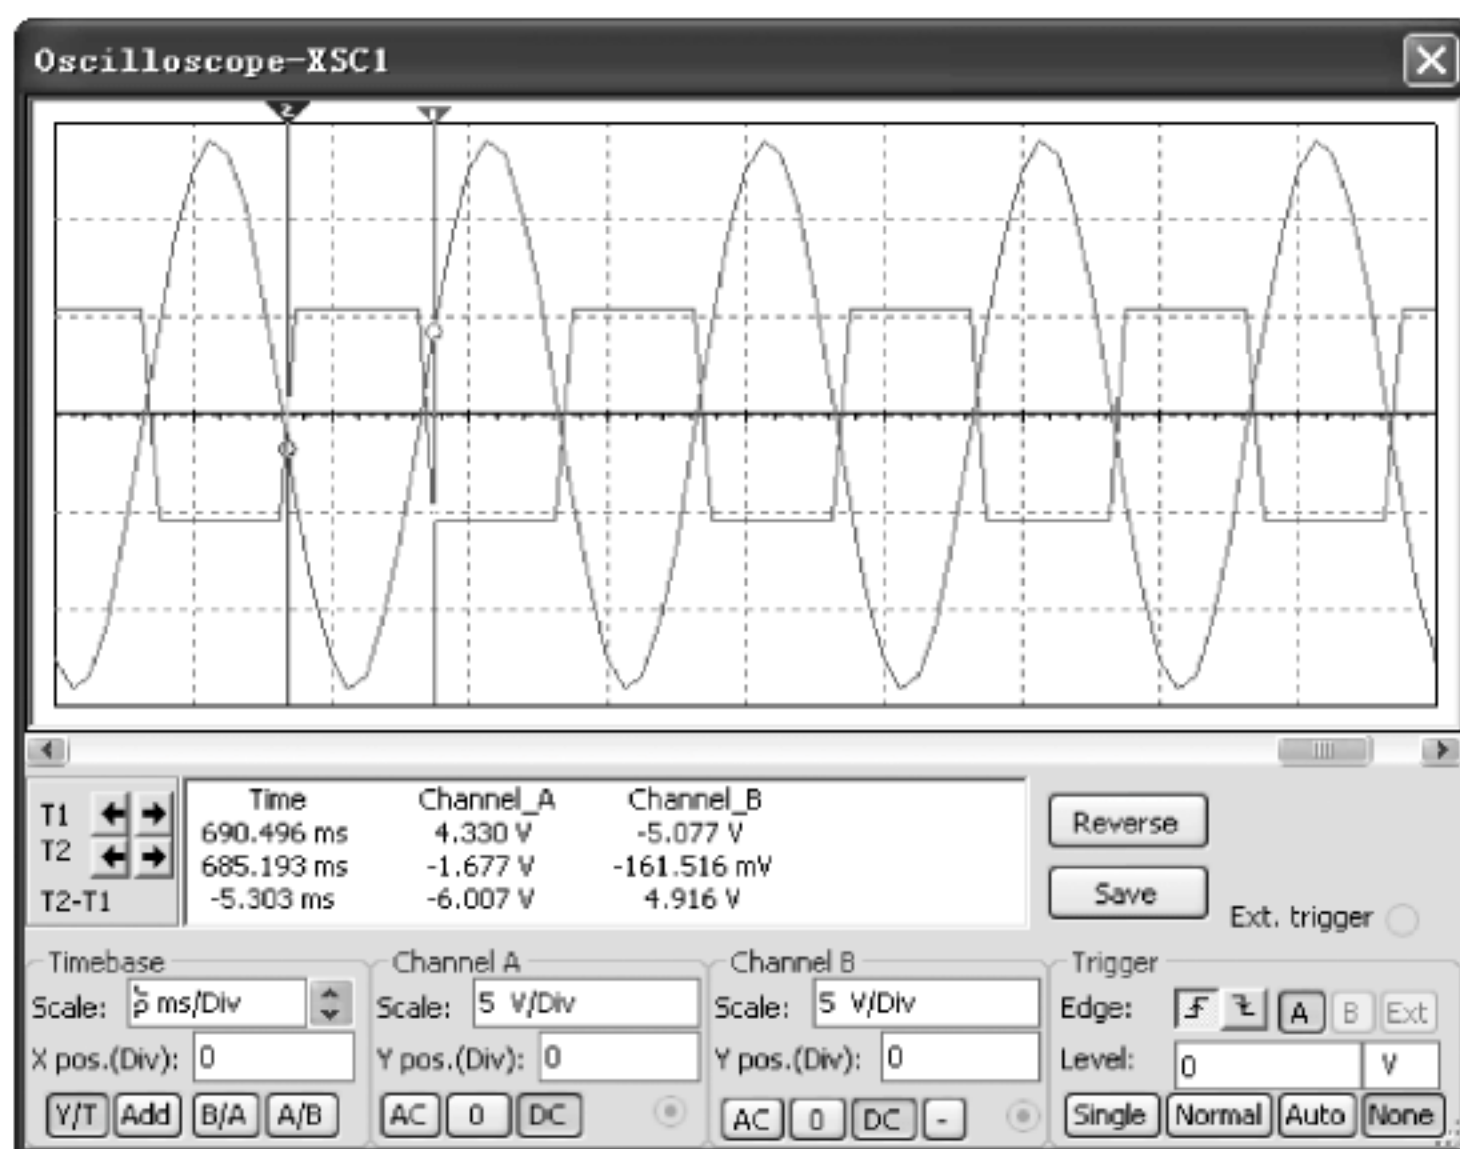 Oscilloscope-XSC1
2 1
Time Channel_A Channel_B
T1 690.496 ms 4.330 V -5.077 V
T2 685.193 ms -1.677 V -161.516 mV
T2-T1 -5.303 ms -6.007 V 4.916 V
Reverse
Save
Ext. trigger
Timebase Channel A Channel B Trigger
Scale: 5 ms/Div Scale: 5 V/Div Scale: 5 V/Div Edge: A B Ext
X pos.(Div): 0 Y pos.(Div): 0 Y pos.(Div): 0 Level: 0 V
Y/T Add B/A A/B AC 0 DC AC 0 DC - Single Normal Auto None